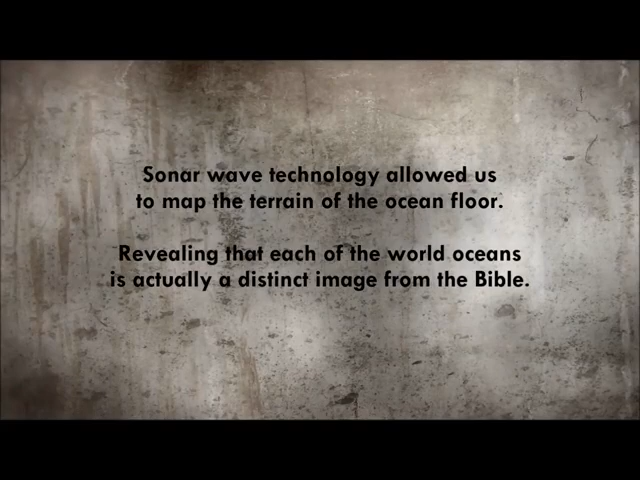 Sonar wave technology allowed us
to map the terrain of the ocean floor.
Revealing that each of the world oceans
is actually a distinct image from the Bible.